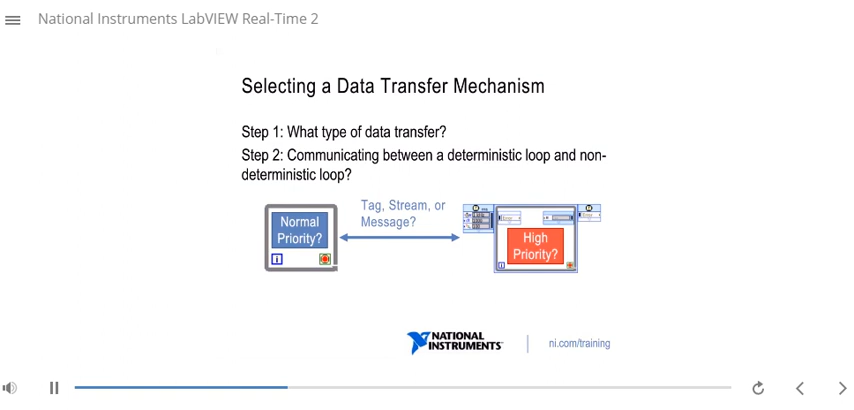 National Instruments LabVIEW Real-Time 2
Selecting a Data Transfer Mechanism
Step 1: What type of data transfer?
Step 2: Communicating between a deterministic loop and non-
deterministic loop?
Tag, Stream, or
Message?
Normal
Priority?
i
Error
Error
High
Priority?
i
NATIONAL
INSTRUMENTS
ni.com/training